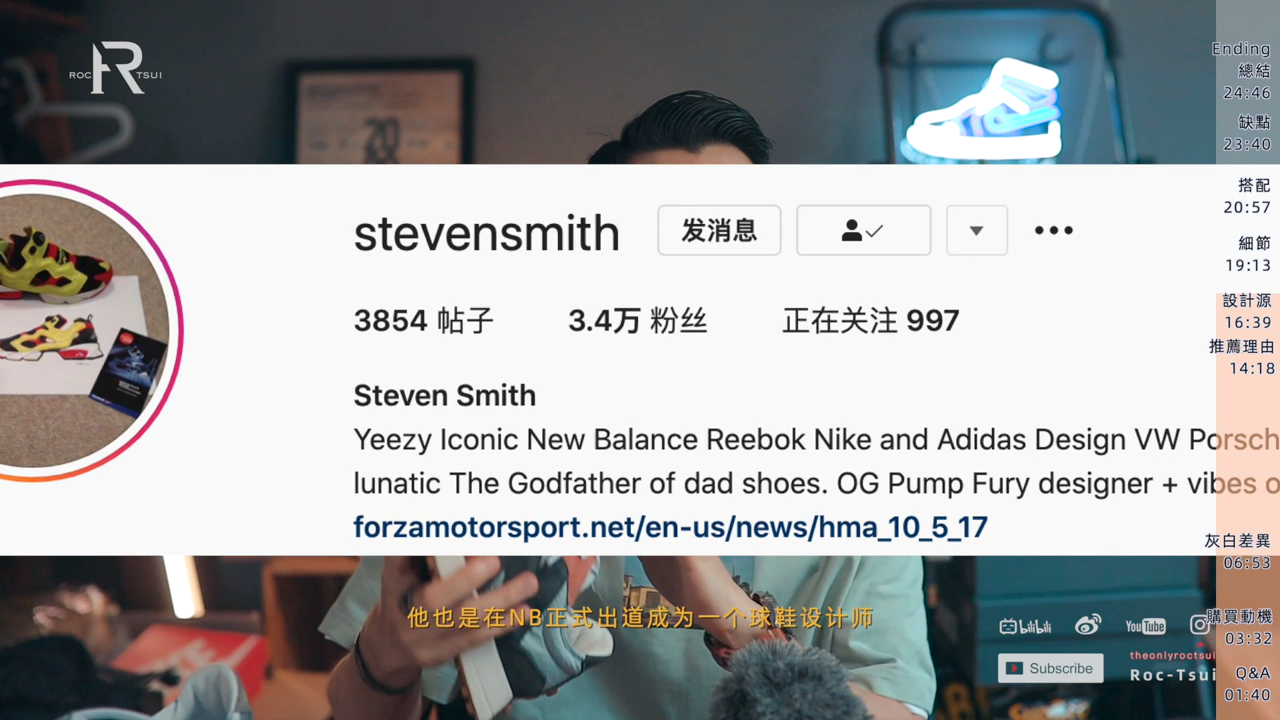 ROC R TSUI
stevensmith
发消息
3854 帖子
3.4万 粉丝
正在关注 997
Steven Smith
Yeezy Iconic New Balance Reebok Nike and Adidas Design VW Porsch
lunatic The Godfather of dad shoes. OG Pump Fury designer + vibes o
forzamotorsport.net/en-us/news/hma_10_5_17
他也是在NB正式出道成为一个球鞋设计师
bilibili
YouTube
Subscribe
theonlyroctsui
Roc-Tsui
Ending
總結
24:46
缺點
23:40
搭配
20:57
細節
19:13
設計源
16:39
推薦理由
14:18
灰白差異
06:53
購買動機
03:32
Q&A
01:40